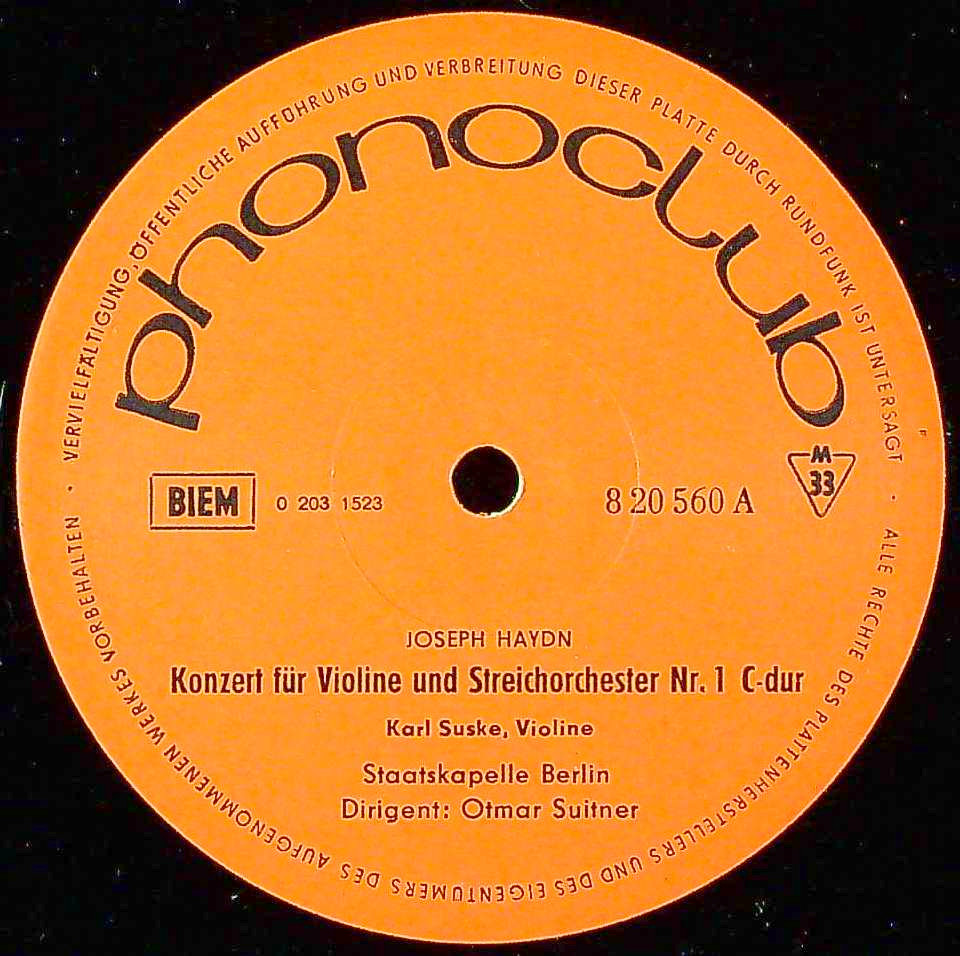 VERVIELFÄLTIGUNG, ÖFFENTLICHE AUFFÜHRUNG UND VERBREITUNG DIESER PLATTE DURCH RUNDFUNK IST UNTERSAGT · ALLE RECHTE DES PLATTENHERSTELLERS UND DES EIGENTÜMERS DES AUFGENOMMENEN WERKES VORBEHALTEN ·
phonoclub
BIEM 0 203 1523 8 20 560 A M 33
JOSEPH HAYDN
Konzert für Violine und Streichorchester Nr. 1 C-dur
Karl Suske, Violine
Staatskapelle Berlin
Dirigent: Otmar Suitner